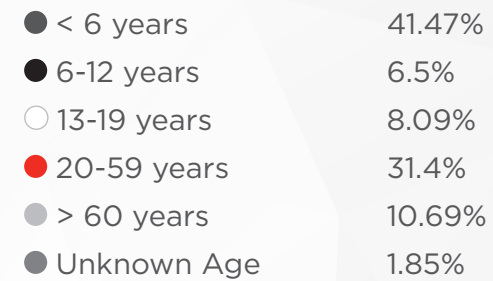 < 6 years 41.47%
6-12 years 6.5%
13-19 years 8.09%
20-59 years 31.4%
> 60 years 10.69%
Unknown Age 1.85%